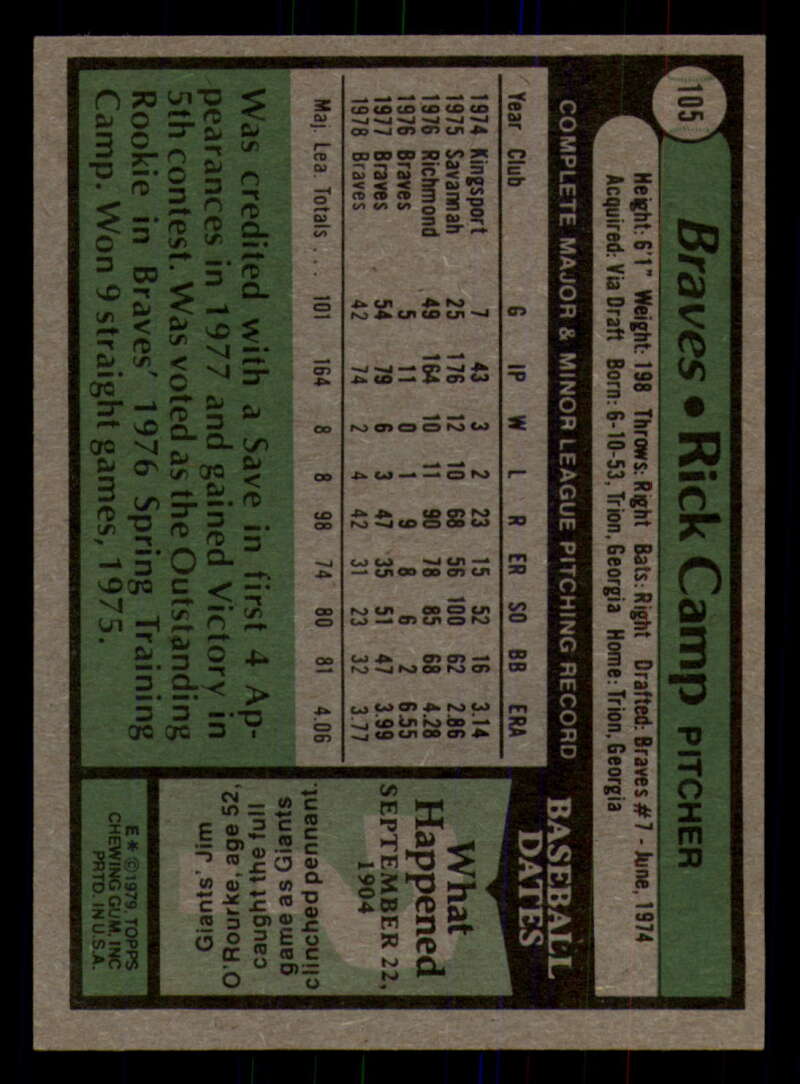 105
Braves • Rick Camp PITCHER
Height: 6'1" Weight: 198 Throws: Right Bats: Right Drafted: Braves #7 - June, 1974
Acquired: Via Draft Born: 6-10-53, Trion, Georgia Home: Trion, Georgia
COMPLETE MAJOR & MINOR LEAGUE PITCHING RECORD
Year Club G IP W L R ER SO BB ERA
1974 Kingsport 7 43 3 2 23 15 52 16 3.14
1975 Savannah 25 176 12 10 68 56 100 62 2.86
1976 Richmond 49 164 10 11 90 78 85 68 4.28
1976 Braves 5 11 0 1 9 8 6 2 6.55
1977 Braves 54 79 6 3 47 35 51 47 3.99
1978 Braves 42 74 2 4 42 31 23 32 3.77
Maj. Lea. Totals . . . 101 164 8 8 98 74 80 81 4.06
Was credited with a Save in first 4 Ap-
pearances in 1977 and gained Victory in
5th contest. Was voted as the Outstanding
Rookie in Braves' 1976 Spring Training
Camp. Won 9 straight games, 1975.
BASEBALL
DATES
What
Happened
SEPTEMBER 22,
1904
Giants' Jim
O'Rourke, age 52,
caught the full
game as Giants
clinched pennant.
E * © 1979 TOPPS
CHEWING GUM, INC
PRTD. IN U.S.A.